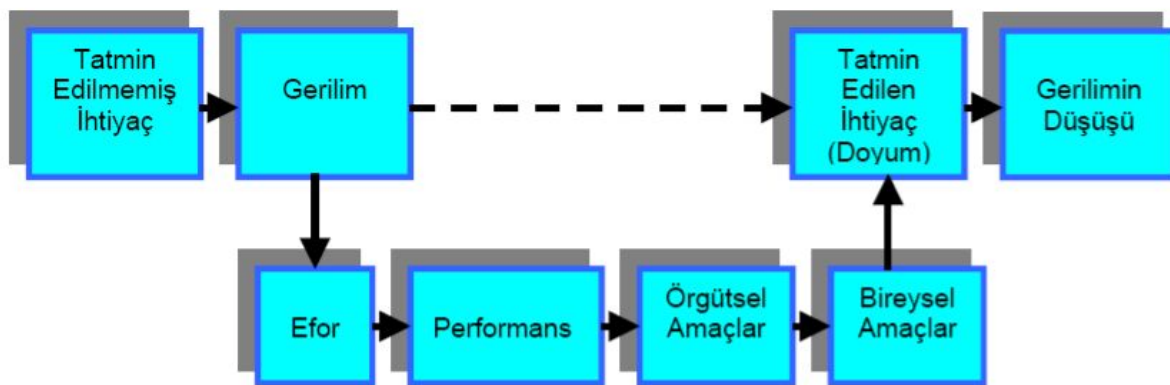 Tatmin
Edilmemiş
İhtiyaç
Gerilim
Tatmin
Edilen
İhtiyaç
(Doyum)
Gerilimin
Düşüşü
Efor
Performans
Örgütsel
Amaçlar
Bireysel
Amaçlar